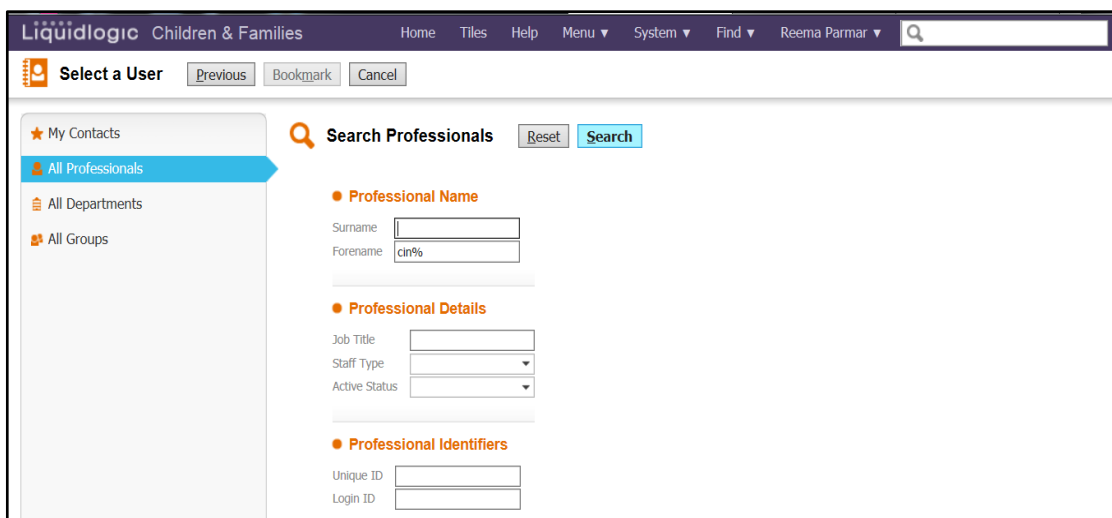 Liquidlogic Children & Families Home Tiles Help Menu ▼ System ▼ Find ▼ Reema Parmar ▼
Select a User Previous Bookmark Cancel
My Contacts
All Professionals
All Departments
All Groups
Search Professionals Reset Search
Professional Name
Surname
Forename cin%
Professional Details
Job Title
Staff Type
Active Status
Professional Identifiers
Unique ID
Login ID